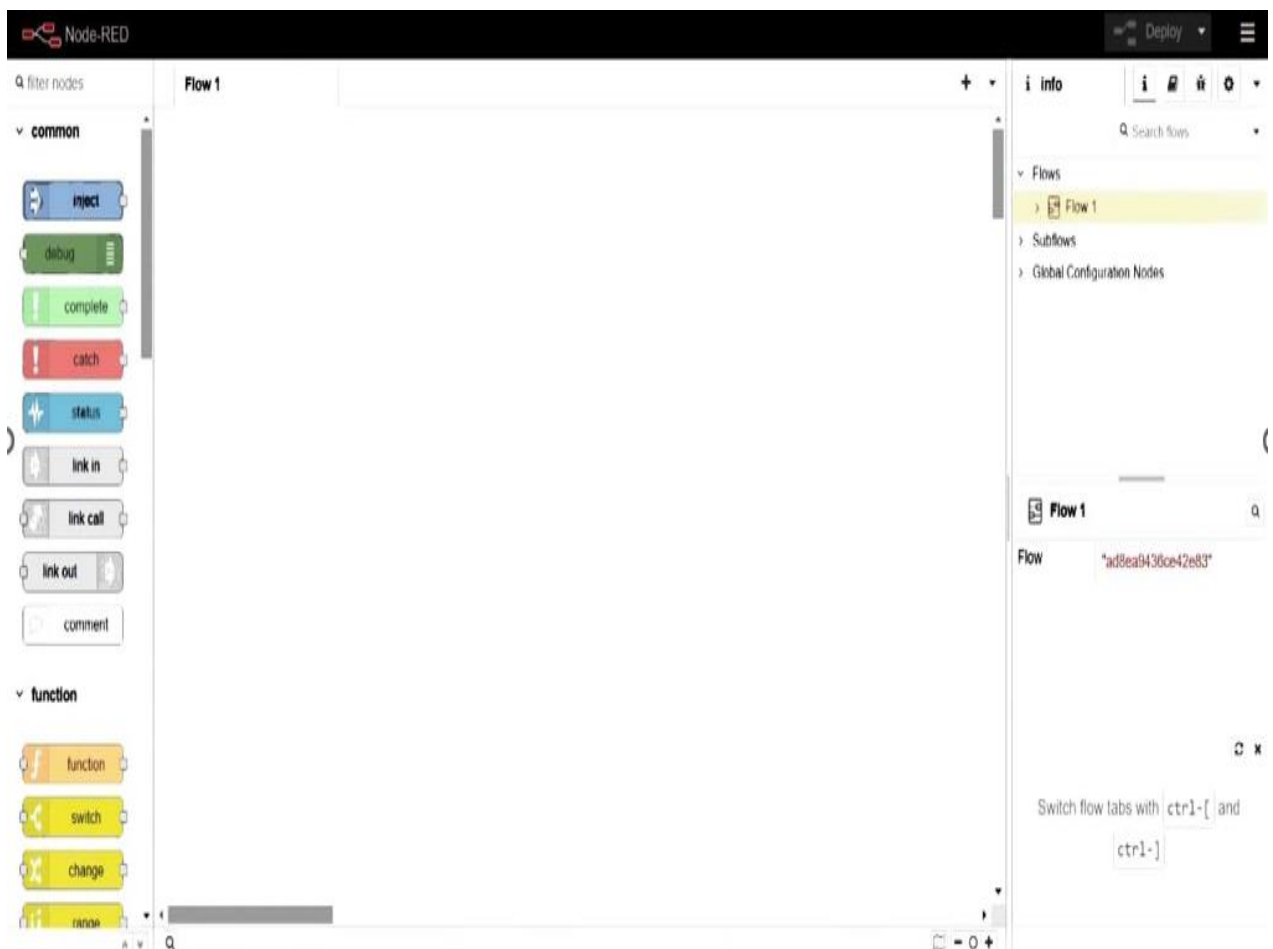 Node-RED
Deploy
filter nodes
Flow 1
info
common
Search flows
inject
Flows
Flow 1
debug
Subflows
Global Configuration Nodes
complete
catch
status
link in
link call
Flow 1
link out
Flow
"ad8ea9436ce42e83"
comment
function
function
switch
Switch flow tabs with ctrl-[ and
ctrl-]
change
range